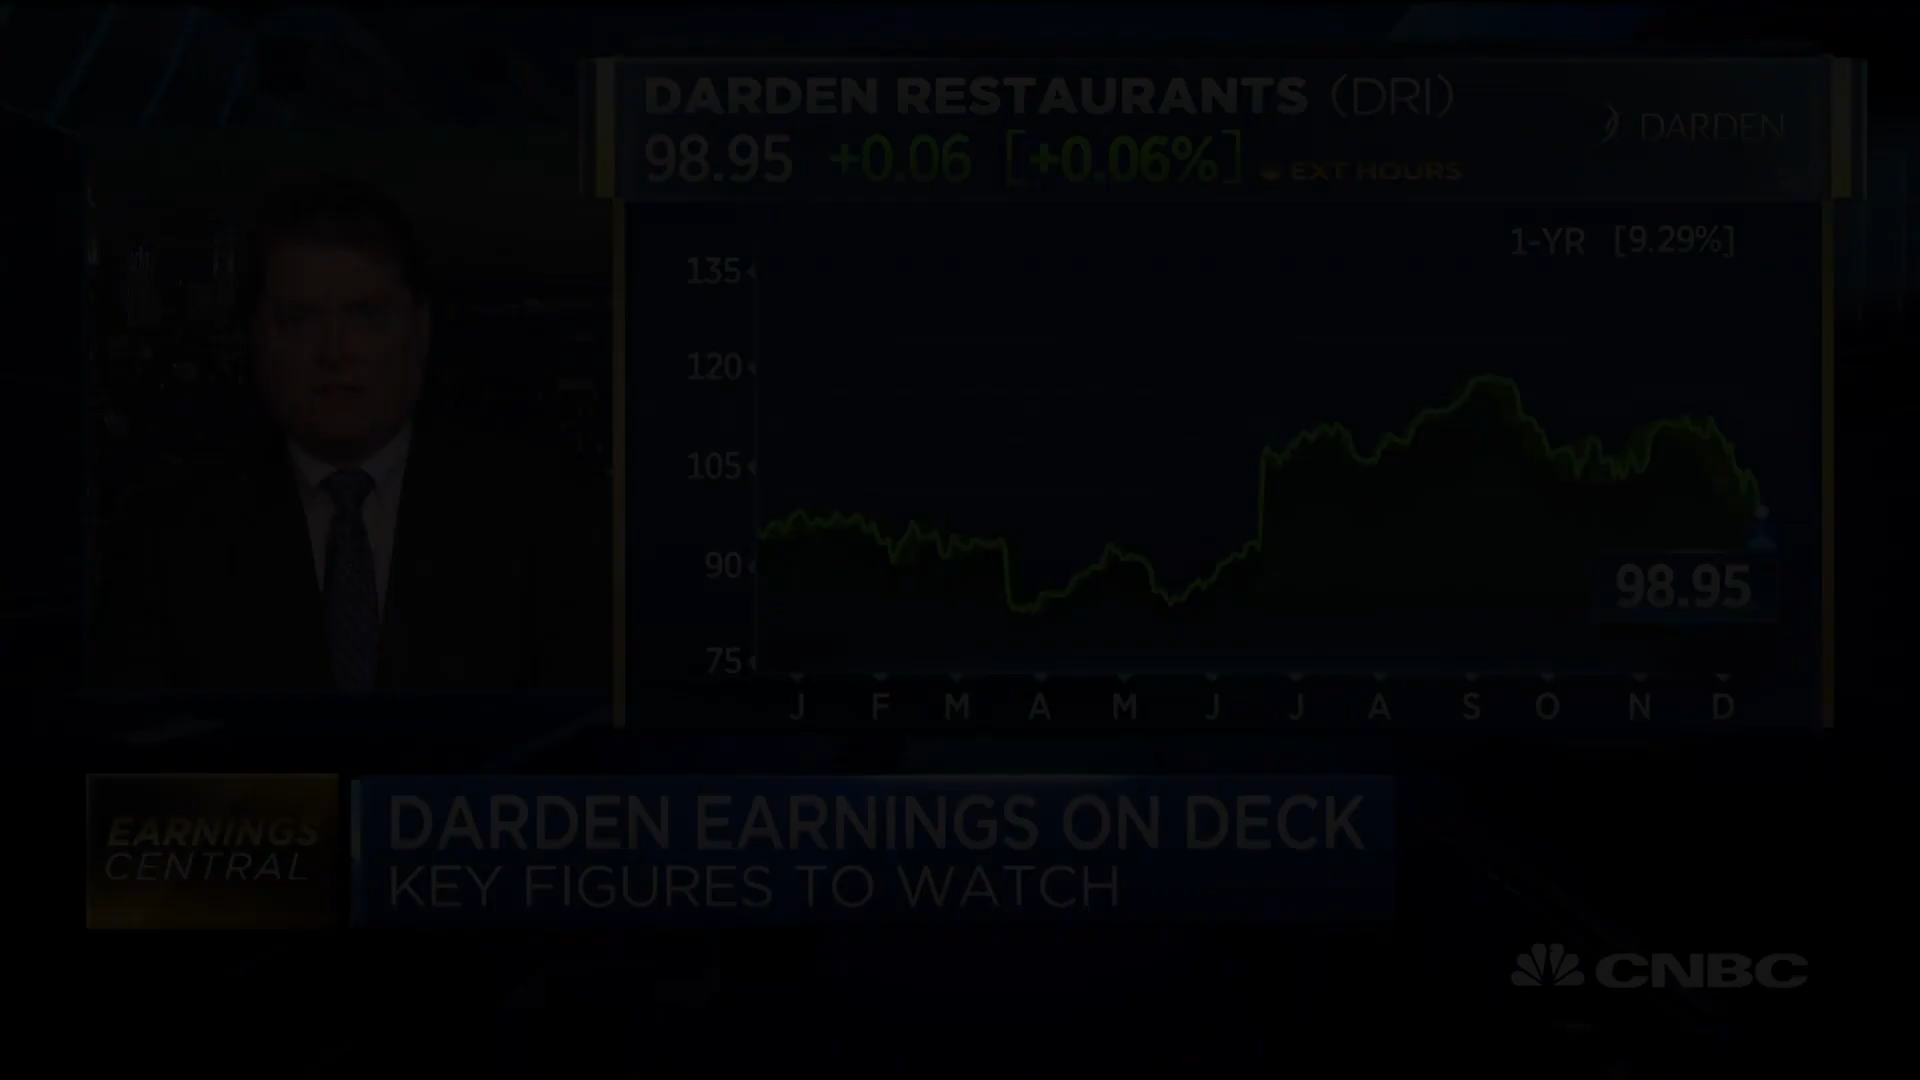 DARDEN RESTAURANTS (DRI)
98.95 +0.06 [+0.06%] EXT HOURS
DARDEN
1-YR [9.29%]
135
120
105
90
75
98.95
J F M A M J J A S O N D
EARNINGS
CENTRAL
DARDEN EARNINGS ON DECK
KEY FIGURES TO WATCH
CNBC